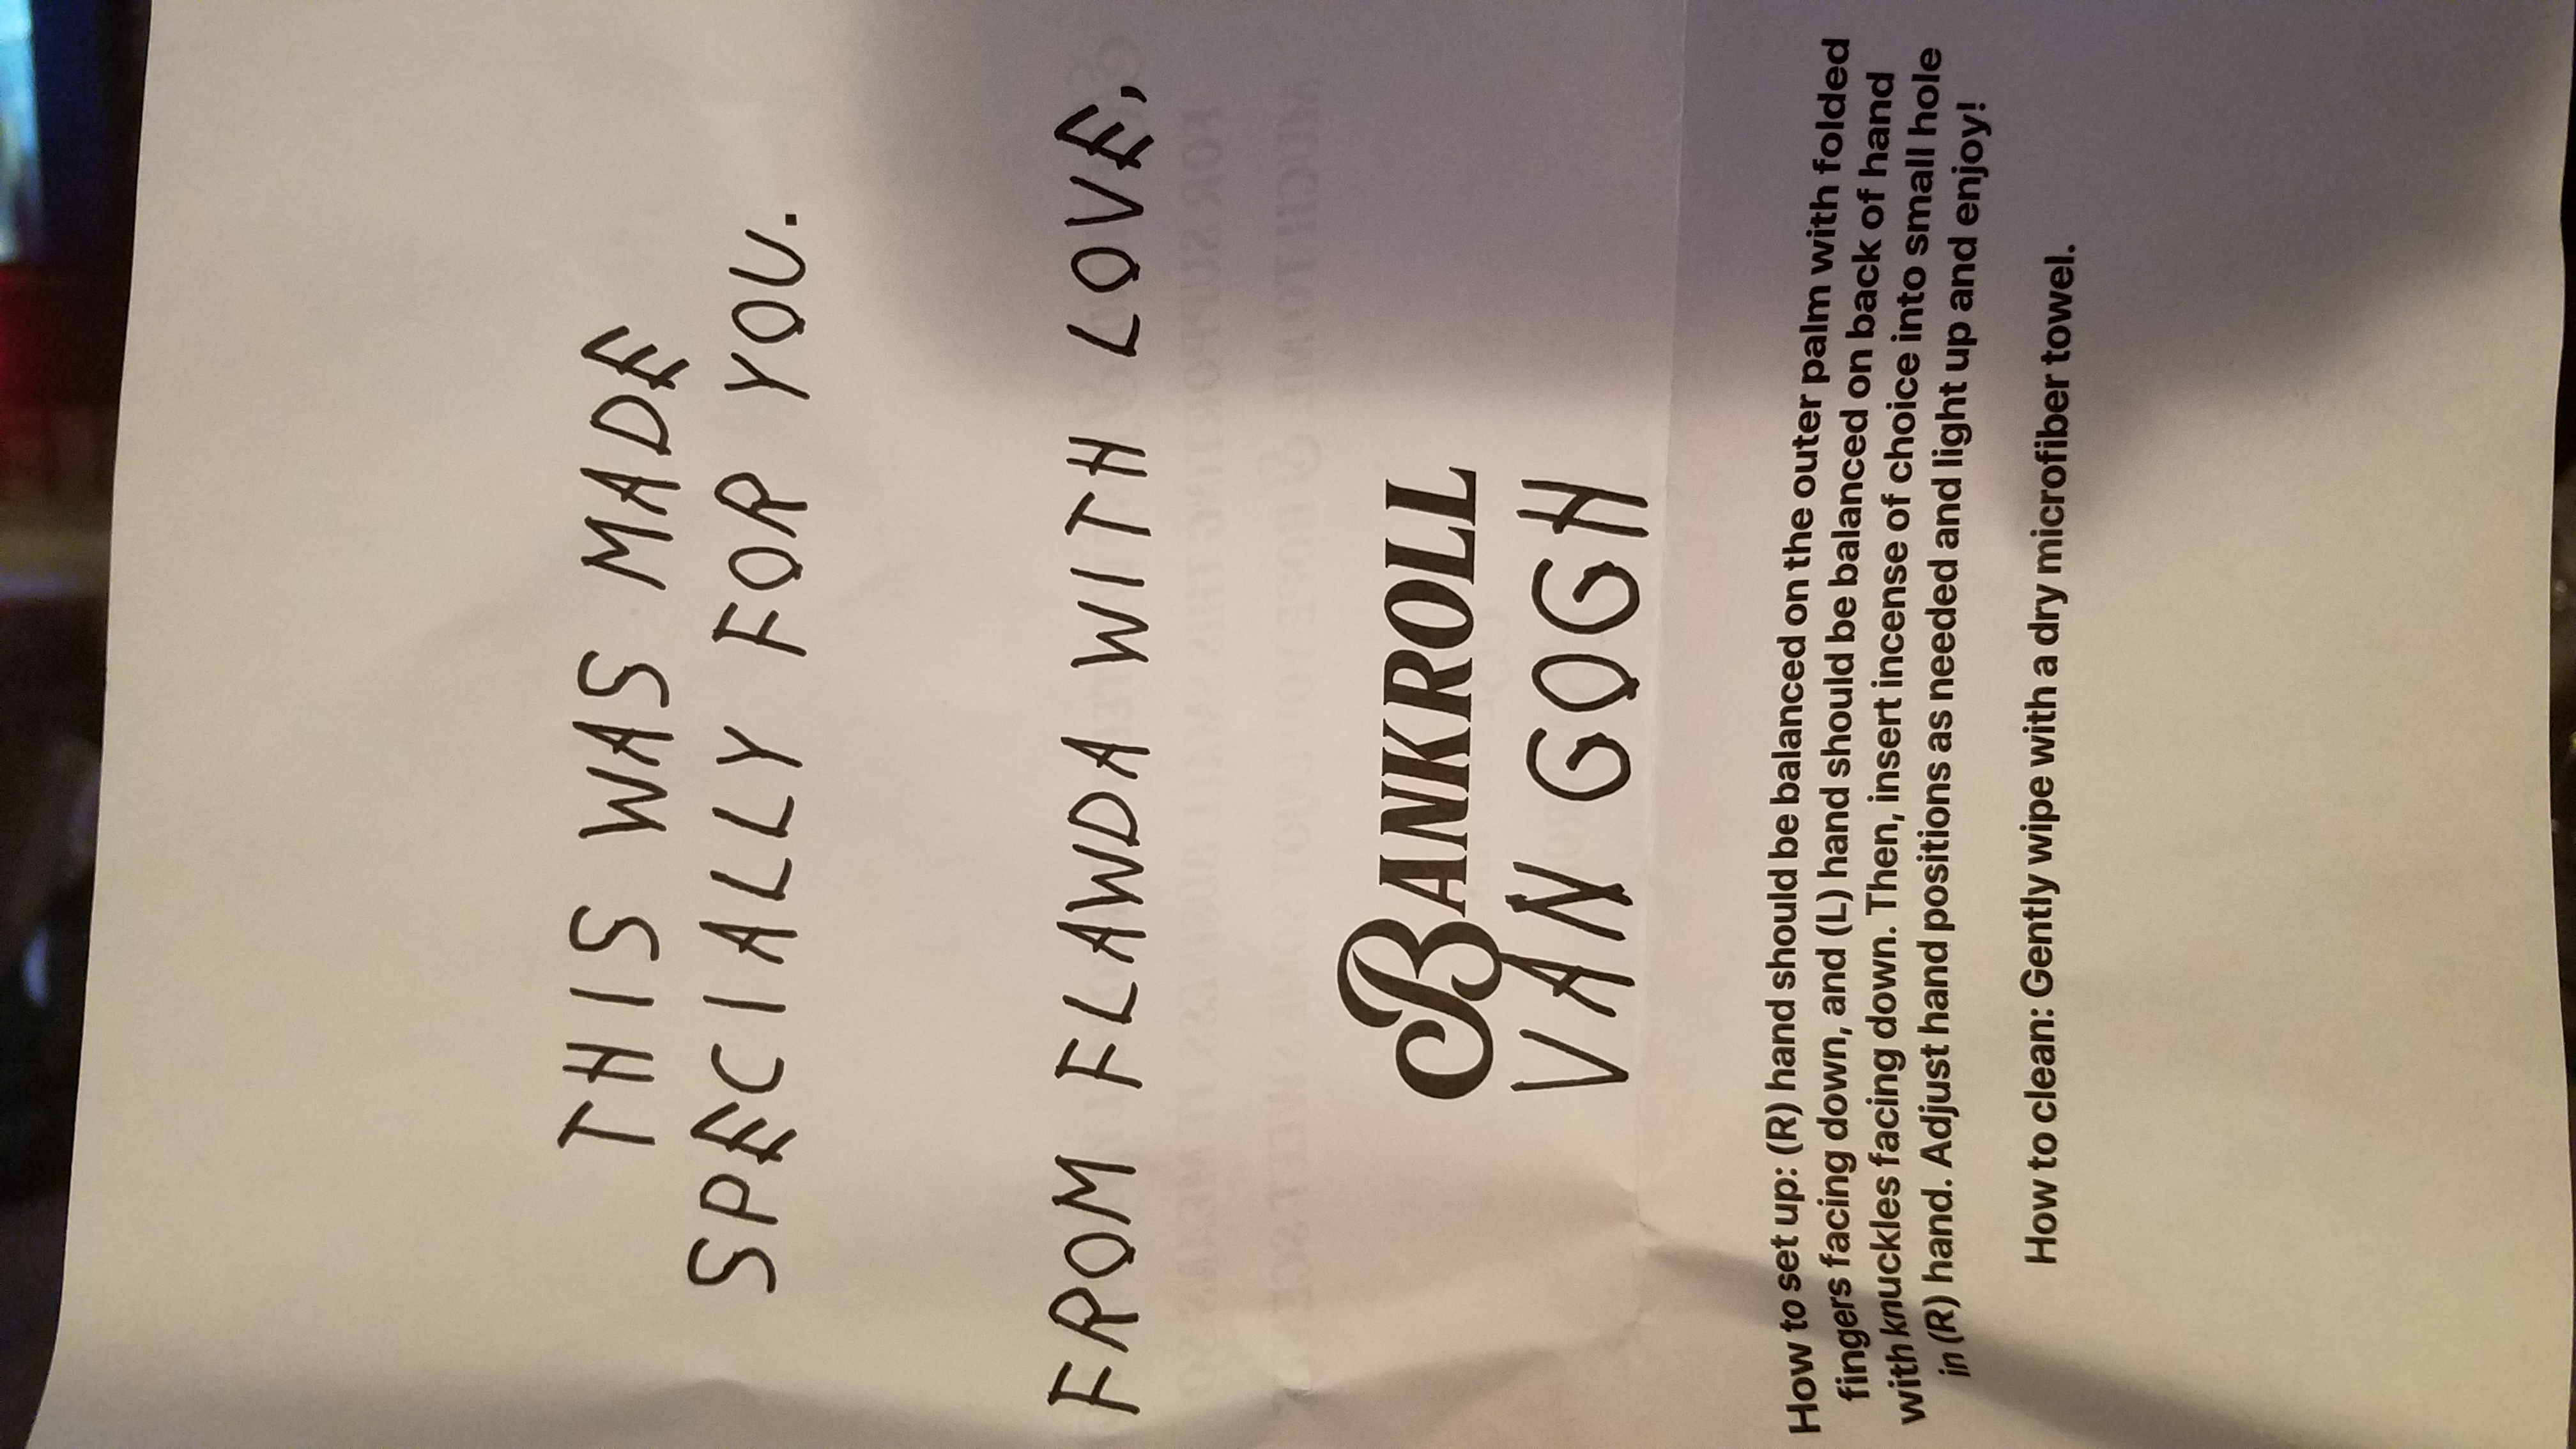 THIS WAS MADE
SPECIALLY FOR YOU.
FROM FLAWDA WITH LOVE,
BANKROLL
VAN GOGH
How to set up: (R) hand should be balanced on the outer palm with folded
fingers facing down, and (L) hand should be balanced on back of hand
with knuckles facing down. Then, insert incense of choice into small hole
in (R) hand. Adjust hand positions as needed and light up and enjoy!
How to clean: Gently wipe with a dry microfiber towel.